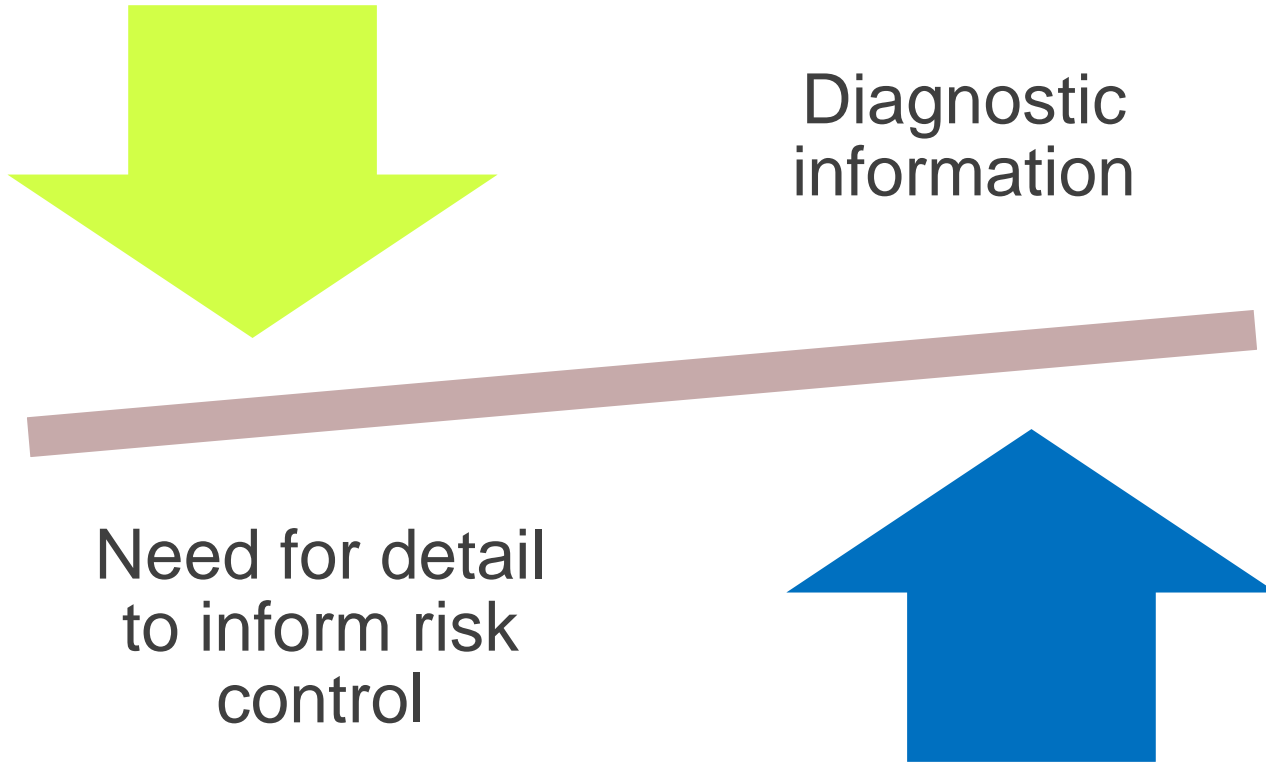 Diagnostic
information
Need for detail
to inform risk
control